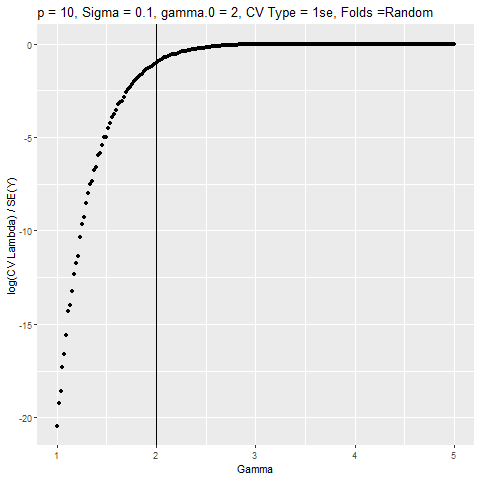 p = 10, Sigma = 0.1, gamma.0 = 2, CV Type = 1se, Folds =Random
log(CV Lambda) / SE(Y)
0
-5
-10
-15
-20
1 2 3 4 5
Gamma